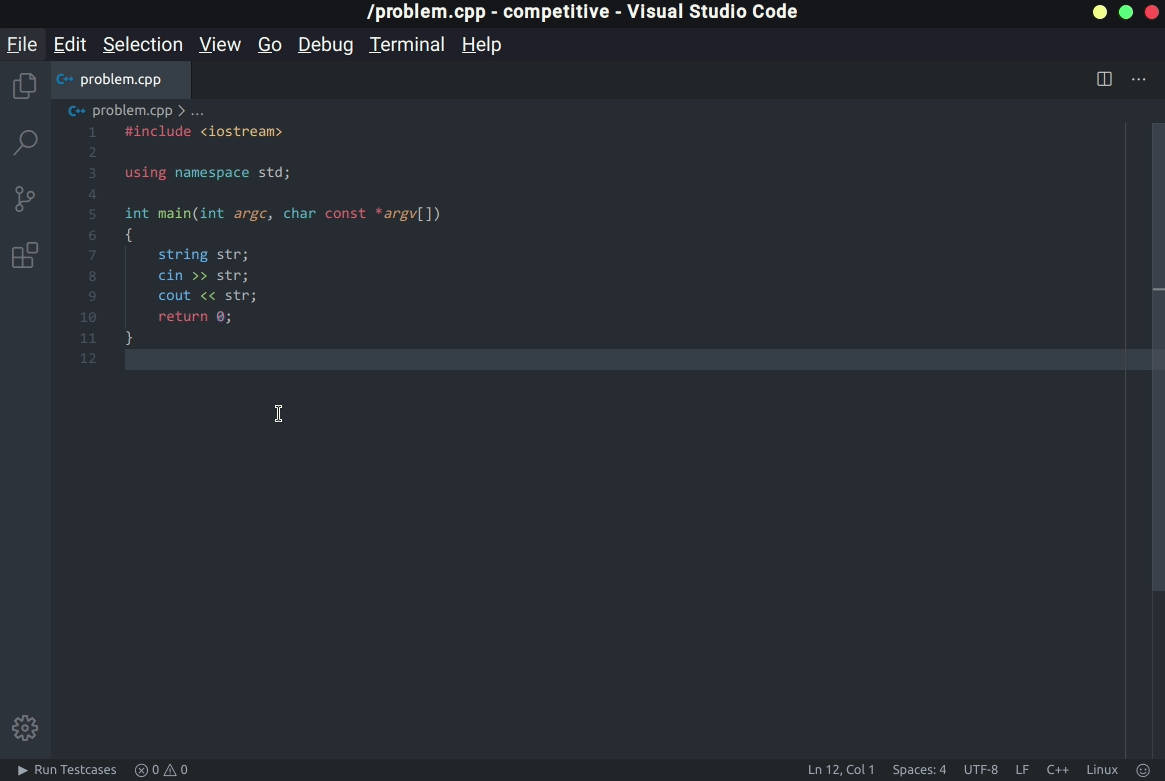 /problem.cpp - competitive - Visual Studio Code
File Edit Selection View Go Debug Terminal Help
problem.cpp
problem.cpp > ...
1 #include <iostream>
2
3 using namespace std;
4
5 int main(int argc, char const *argv[])
6 {
7     string str;
8     cin >> str;
9     cout << str;
10     return 0;
11 }
12
Run Testcases 0 0 Ln 12, Col 1 Spaces: 4 UTF-8 LF C++ Linux